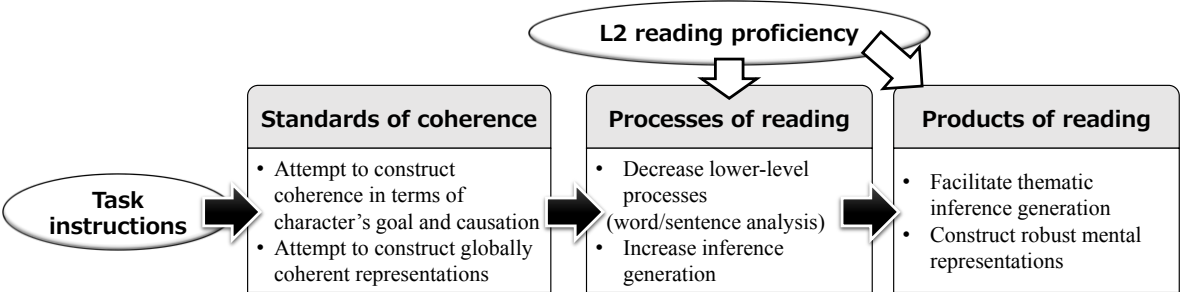 L2 reading proficiency
Task
instructions
Standards of coherence
• Attempt to construct
coherence in terms of
character’s goal and causation
• Attempt to construct globally
coherent representations
Processes of reading
• Decrease lower-level
processes
(word/sentence analysis)
• Increase inference
generation
Products of reading
• Facilitate thematic
inference generation
• Construct robust mental
representations